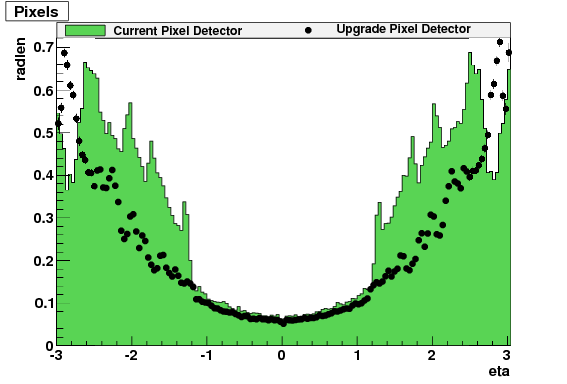 Pixels
Current Pixel Detector
Upgrade Pixel Detector
radlen
0.7
0.6
0.5
0.4
0.3
0.2
0.1
0
-3 -2 -1 0 1 2 3
eta